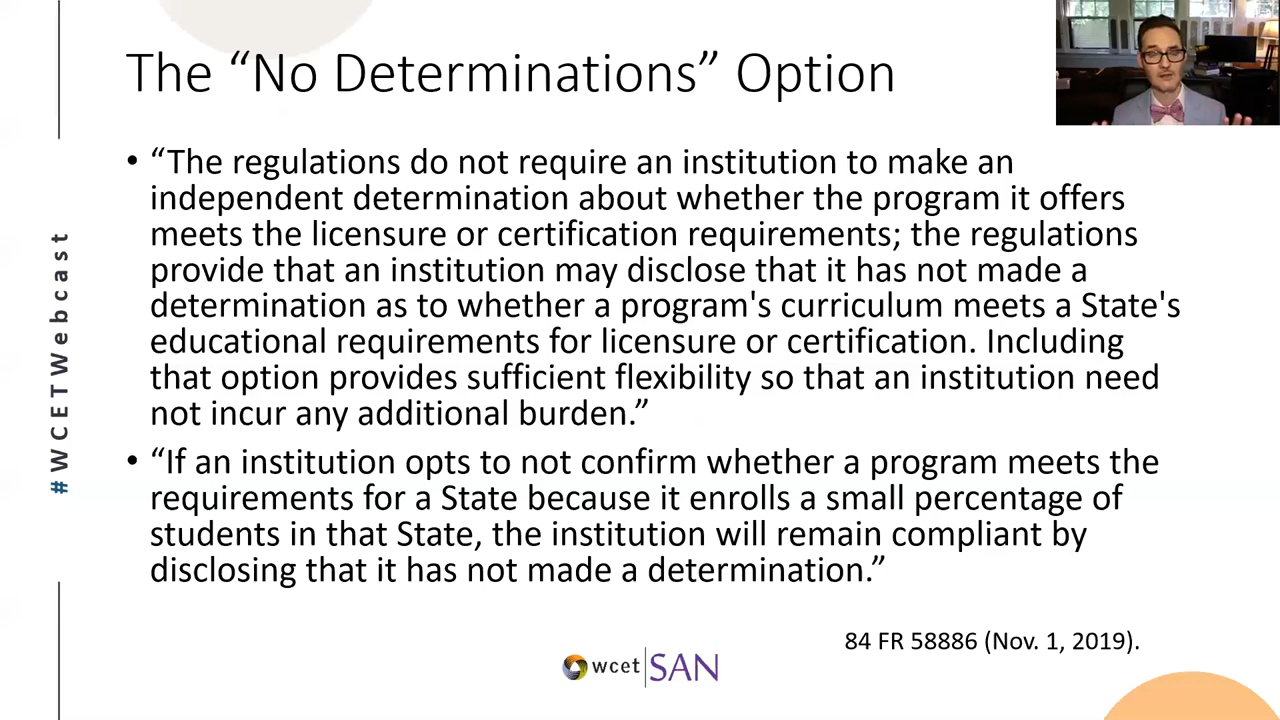 The “No Determinations” Option
• “The regulations do not require an institution to make an
independent determination about whether the program it offers
meets the licensure or certification requirements; the regulations
provide that an institution may disclose that it has not made a
determination as to whether a program's curriculum meets a State's
educational requirements for licensure or certification. Including
that option provides sufficient flexibility so that an institution need
not incur any additional burden.”
• “If an institution opts to not confirm whether a program meets the
requirements for a State because it enrolls a small percentage of
students in that State, the institution will remain compliant by
disclosing that it has not made a determination.”
84 FR 58886 (Nov. 1, 2019).
wcet SAN
#WCETWebcast